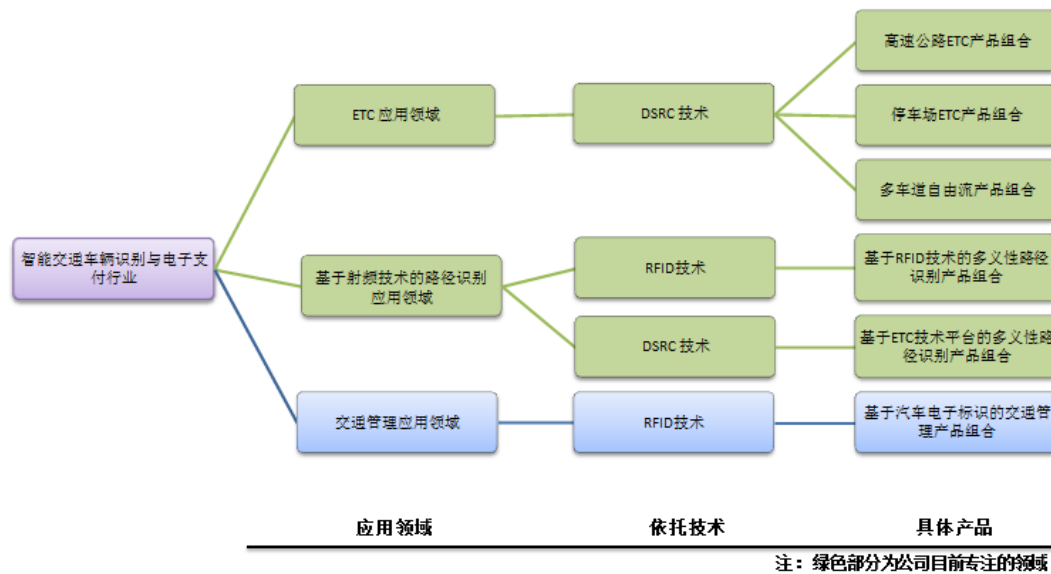 高速公路ETC产品组合
ETC 应用领域
DSRC 技术
停车场ETC产品组合
多车道自由流产品组合
智能交通车辆识别与电子支
付行业
基于射频技术的路径识别
应用领域
RFID技术
基于RFID技术的多义性路径
识别产品组合
DSRC 技术
基于ETC技术平台的多义性路
径识别产品组合
交通管理应用领域
RFID技术
基于汽车电子标识的交通管
理产品组合
应用领域
依托技术
具体产品
注：绿色部分为公司目前专注的领域